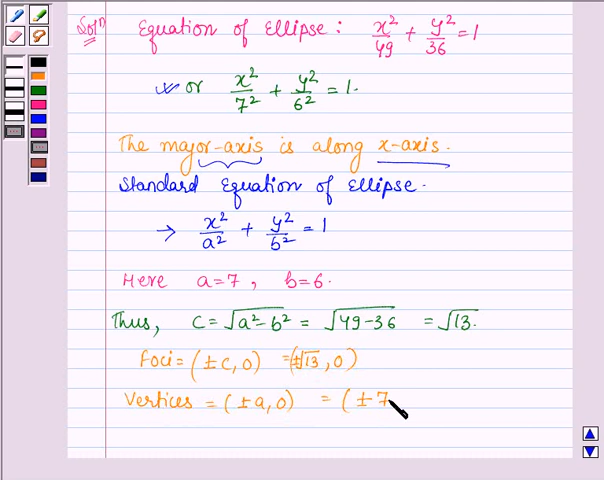 Solⁿ Equation of Ellipse: x²/49 + y²/36 = 1
or x²/7² + y²/6² = 1.
The major-axis is along x-axis.
Standard Equation of Ellipse.
→ x²/a² + y²/b² = 1
Here a=7, b=6.
Thus, c = √(a²-b²) = √(49-36) = √13.
Foci = (±c, 0) = (±√13, 0)
Vertices = (±a, 0) = (±7